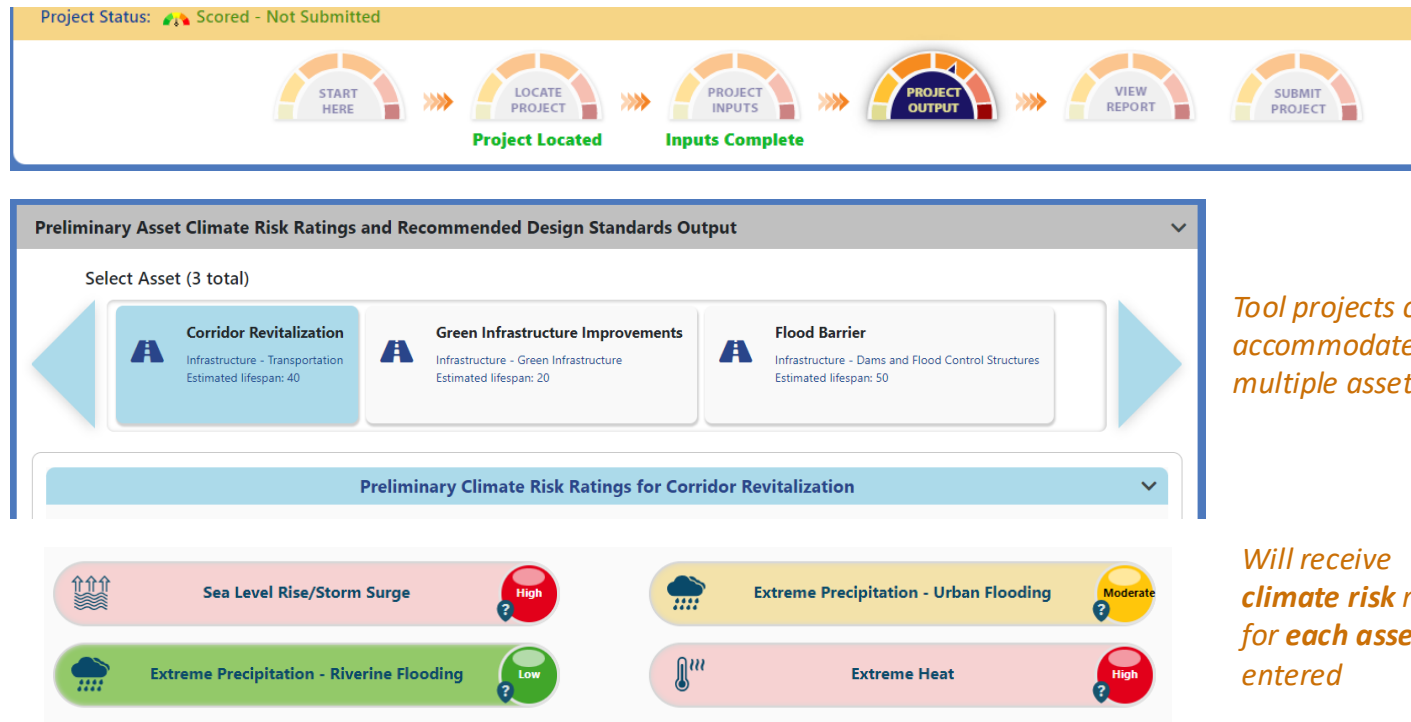 Project Status: Scored - Not Submitted
START
HERE
LOCATE
PROJECT
PROJECT
INPUTS
PROJECT
OUTPUT
VIEW
REPORT
SUBMIT
PROJECT
Project Located
Inputs Complete
Preliminary Asset Climate Risk Ratings and Recommended Design Standards Output
Select Asset (3 total)
Corridor Revitalization
Infrastructure - Transportation
Estimated lifespan: 40
Green Infrastructure Improvements
Infrastructure - Green Infrastructure
Estimated lifespan: 20
Flood Barrier
Infrastructure - Dams and Flood Control Structures
Estimated lifespan: 50
Tool projects
accommodate
multiple asset
Preliminary Climate Risk Ratings for Corridor Revitalization
Sea Level Rise/Storm Surge
High
?
Extreme Precipitation - Urban Flooding
Moderate
?
Extreme Precipitation - Riverine Flooding
Low
?
Extreme Heat
High
?
Will receive
climate risk
for each asse
entered